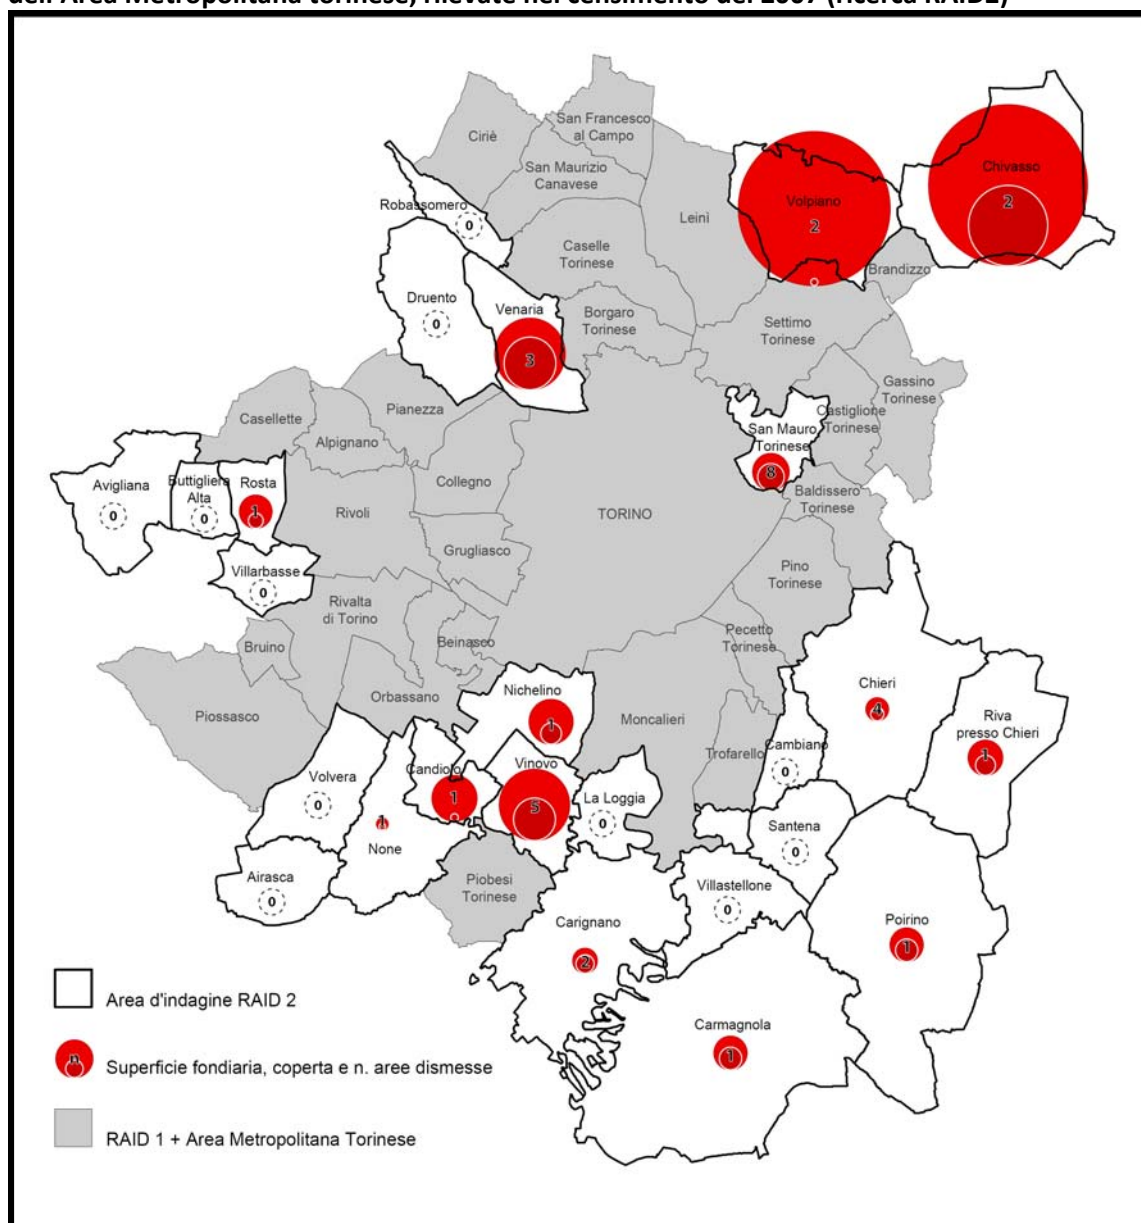 dell'Area Metropolitana torinese, rilevate nel censimento del 2007 (ricerca RAID2)
San Francesco
al Campo
Ciriè
San Maurizio
Canavese
Chivasso
2
Robassomero
0
Leinì
Volpiano
2
Caselle
Torinese
Brandizzo
Druento
0
Venaria
3
Borgaro
Torinese
Settimo
Torinese
Gassino
Torinese
Casellette
Pianezza
Alpignano
Castiglione
Torinese
San Mauro
Torinese
8
Avigliana
0
Buttigliera
Alta
0
Rosta
1
Collegno
Baldissero
Torinese
Rivoli
TORINO
Grugliasco
Villarbasse
0
Pino
Torinese
Rivalta
di Torino
Bruino
Beinasco
Pecetto
Torinese
Piossasco
Orbassano
Nichelino
1
Moncalieri
Chieri
4
Riva
presso Chieri
1
Trofarello
Cambiano
0
Volvera
0
Candiolo
1
Vinovo
5
La Loggia
0
1
None
Santena
0
Airasca
0
Piobesi
Torinese
Villastellone
0
Carignano
2
Poirino
1
Carmagnola
1
Area d'indagine RAID 2
n
Superficie fondiaria, coperta e n. aree dismesse
RAID 1 + Area Metropolitana Torinese